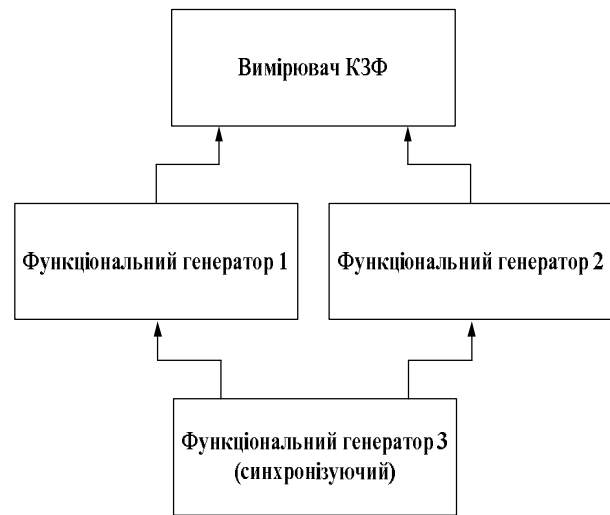 Вимірювач КЗФ
Функціональний генератор 1
Функціональний генератор 2
Функціональний генератор 3
(синхронізуючий)